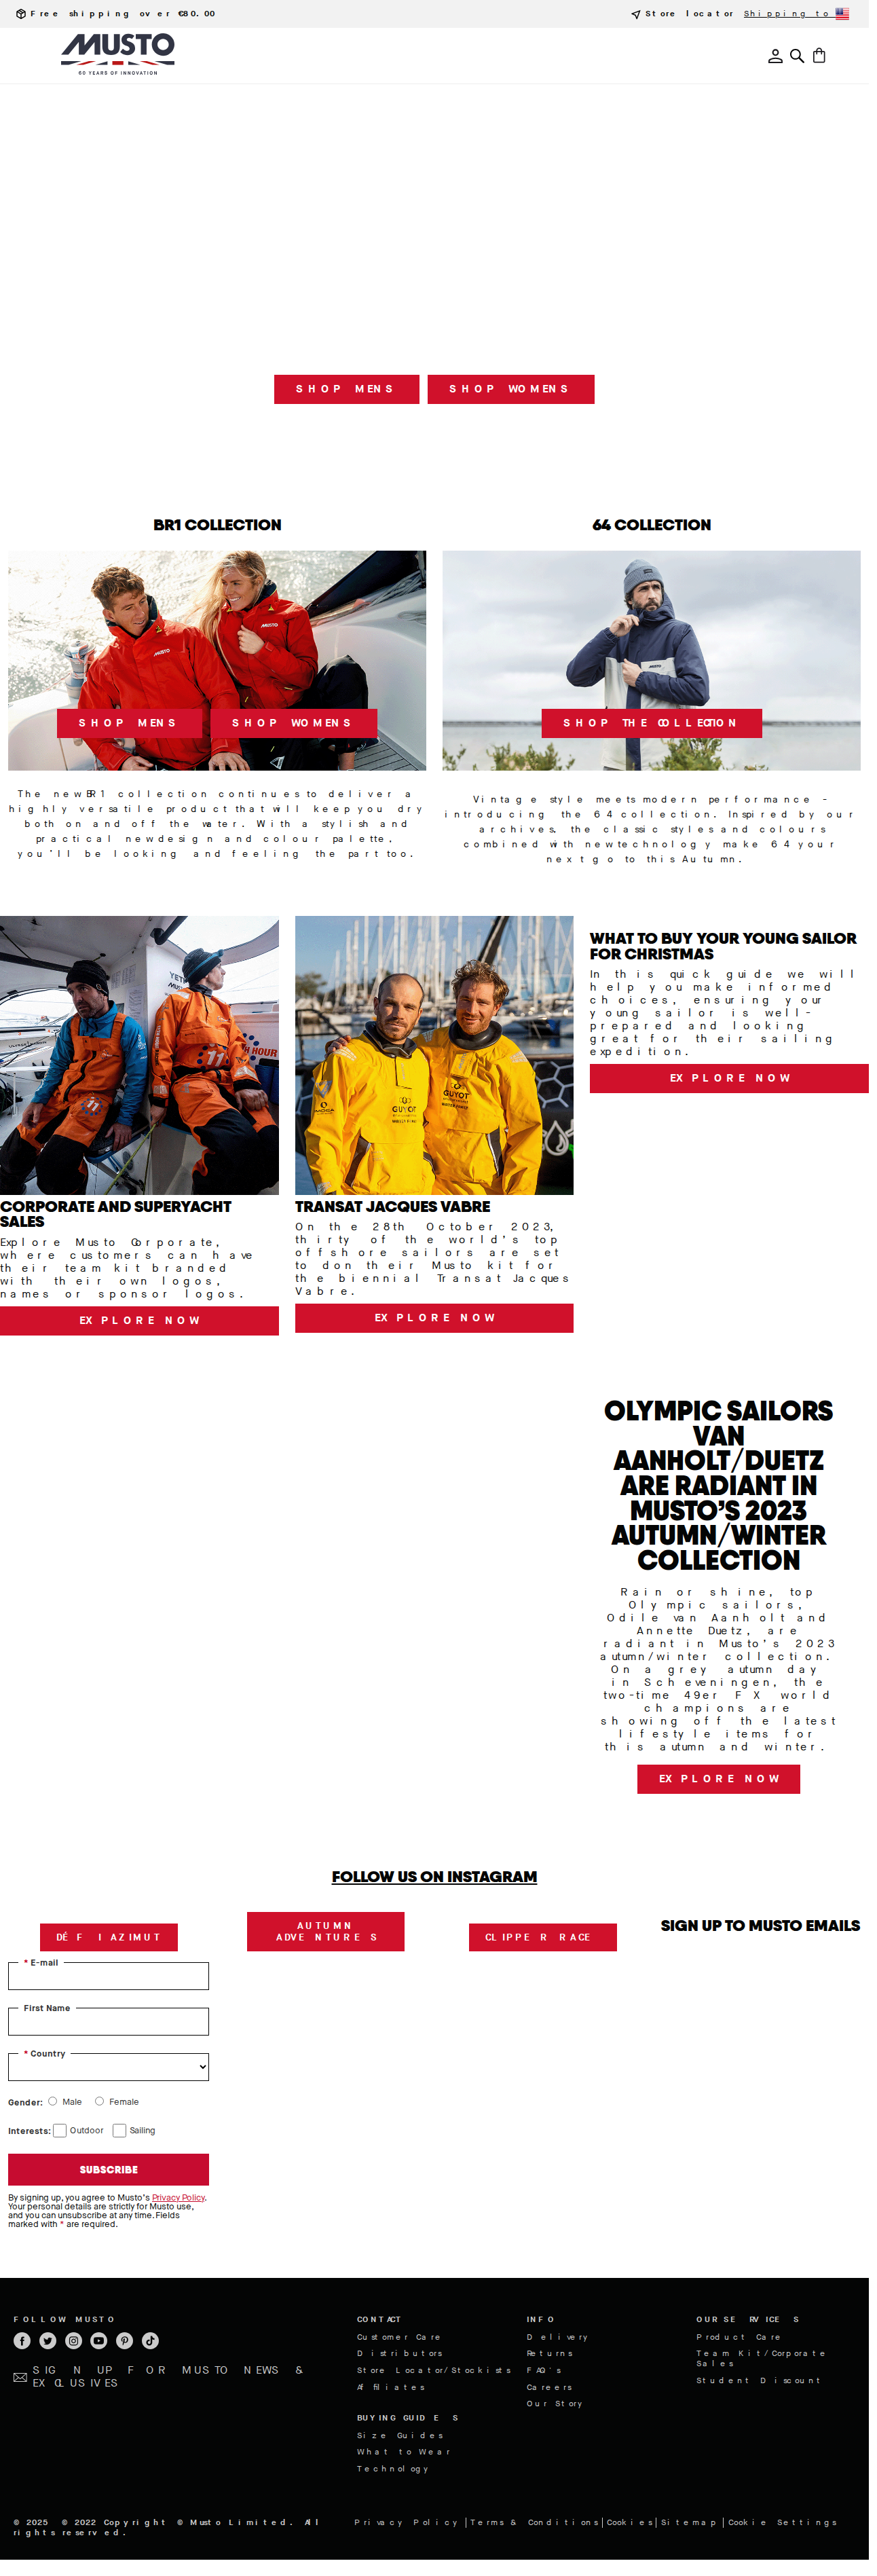 Free shipping over €80.00
Store locator
Shipping to
MUSTO
60 YEARS OF INNOVATION
SHOP MENS
SHOP WOMENS
BR1 COLLECTION
64 COLLECTION
SHOP MENS
SHOP WOMENS
SHOP THE COLLECTION
The new BR1 collection continues to deliver a
highly versatile product that will keep you dry
both on and off the water. With a stylish and
practical new design and colour palette,
you'll be looking and feeling the part too.
Vintage style meets modern performance -
introducing the 64 collection. Inspired by our
archives, the classic styles and colours
combined with new technology make 64 your
next go to this Autumn.
CORPORATE AND SUPERYACHT
SALES
Explore Musto Corporate,
where customers can have
their team kit branded
with their own logos,
names or sponsor logos.
EXPLORE NOW
TRANSAT JACQUES VABRE
On the 28th October 2023,
thirty of the world's top
offshore sailors are set
to don their Musto kit for
the biennial Transat Jacques
Vabre.
EXPLORE NOW
WHAT TO BUY YOUR YOUNG SAILOR
FOR CHRISTMAS
In this quick guide we will
help you make informed
choices, ensuring your
young sailor is well-
prepared and looking
great for their sailing
expedition.
EXPLORE NOW
OLYMPIC SAILORS
VAN
AANHOLT/DUETZ
ARE RADIANT IN
MUSTO’S 2023
AUTUMN/WINTER
COLLECTION
Rain or shine, top
Olympic sailors,
Odile van Aanholt and
Annette Duetz, are
radiant in Musto’s 2023
autumn/winter collection.
On a grey autumn day
in Scheveningen, the
two-time 49er FX world
champions are
showing off the latest
lifestyle items for
this autumn and winter.
EXPLORE NOW
FOLLOW US ON INSTAGRAM
DÉFI AZIMUT
AUTUMN
ADVENTURES
CLIPPER RACE
SIGN UP TO MUSTO EMAILS
* E-mail
First Name
* Country
Gender: Male Female
Interests: Outdoor Sailing
SUBSCRIBE
By signing up, you agree to Musto's Privacy Policy.
Your personal details are strictly for Musto use,
and you can unsubscribe at any time. Fields
marked with * are required.
FOLLOW MUSTO
SIGN UP FOR MUSTO NEWS &
EXCLUSIVES
CONTACT
Customer Care
Distributors
Store Locator/Stockists
Affiliates
BUYING GUIDES
Size Guides
What to Wear
Technology
INFO
Delivery
Returns
FAQ's
Careers
Our Story
OUR SERVICES
Product Care
Team Kit/Corporate
Sales
Student Discount
© 2025 © 2022 Copyright © Musto Limited. All
rights reserved.
Privacy Policy
Terms & Conditions
Cookies
Sitemap
Cookie Settings